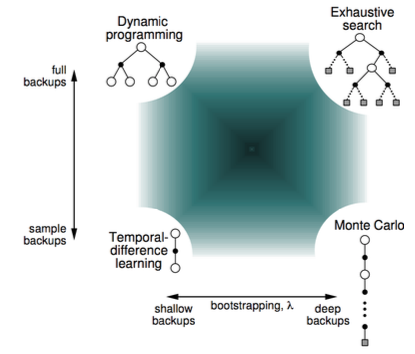 Dynamic
programming
Exhaustive
search
full
backups
sample
backups
Temporal-
difference
learning
Monte Carlo
shallow
backups
bootstrapping, λ
deep
backups